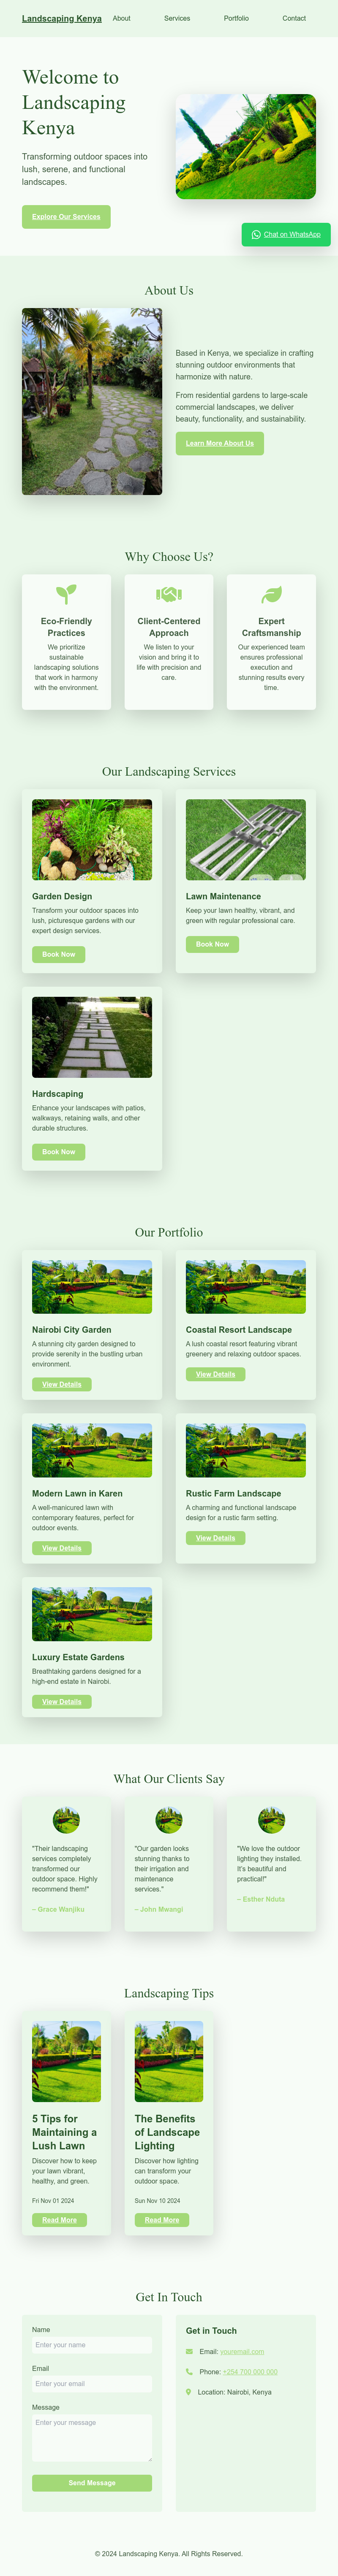 Landscaping Kenya
About
Services
Portfolio
Contact
Welcome to
Landscaping
Kenya
Transforming outdoor spaces into
lush, serene, and functional
landscapes.
Explore Our Services
Chat on WhatsApp
About Us
Based in Kenya, we specialize in crafting
stunning outdoor environments that
harmonize with nature.
From residential gardens to large-scale
commercial landscapes, we deliver
beauty, functionality, and sustainability.
Learn More About Us
Why Choose Us?
Eco-Friendly
Practices
We prioritize
sustainable
landscaping solutions
that work in harmony
with the environment.
Client-Centered
Approach
We listen to your
vision and bring it to
life with precision and
care.
Expert
Craftsmanship
Our experienced team
ensures professional
execution and
stunning results every
time.
Our Landscaping Services
Garden Design
Transform your outdoor spaces into
lush, picturesque gardens with our
expert design services.
Book Now
Lawn Maintenance
Keep your lawn healthy, vibrant, and
green with regular professional care.
Book Now
Hardscaping
Enhance your landscapes with patios,
walkways, retaining walls, and other
durable structures.
Book Now
Our Portfolio
Nairobi City Garden
A stunning city garden designed to
provide serenity in the bustling urban
environment.
View Details
Coastal Resort Landscape
A lush coastal resort featuring vibrant
greenery and relaxing outdoor spaces.
View Details
Modern Lawn in Karen
A well-manicured lawn with
contemporary features, perfect for
outdoor events.
View Details
Rustic Farm Landscape
A charming and functional landscape
design for a rustic farm setting.
View Details
Luxury Estate Gardens
Breathtaking gardens designed for a
high-end estate in Nairobi.
View Details
What Our Clients Say
"Their landscaping
services completely
transformed our
outdoor space. Highly
recommend them!"
– Grace Wanjiku
"Our garden looks
stunning thanks to
their irrigation and
maintenance
services."
– John Mwangi
"We love the outdoor
lighting they installed.
It's beautiful and
practical!"
– Esther Nduta
Landscaping Tips
5 Tips for
Maintaining a
Lush Lawn
Discover how to keep
your lawn vibrant,
healthy, and green.
Fri Nov 01 2024
Read More
The Benefits
of Landscape
Lighting
Discover how lighting
can transform your
outdoor space.
Sun Nov 10 2024
Read More
Get In Touch
Name
Enter your name
Email
Enter your email
Message
Enter your message
Send Message
Get in Touch
Email: youremail.com
Phone: +254 700 000 000
Location: Nairobi, Kenya
© 2024 Landscaping Kenya. All Rights Reserved.